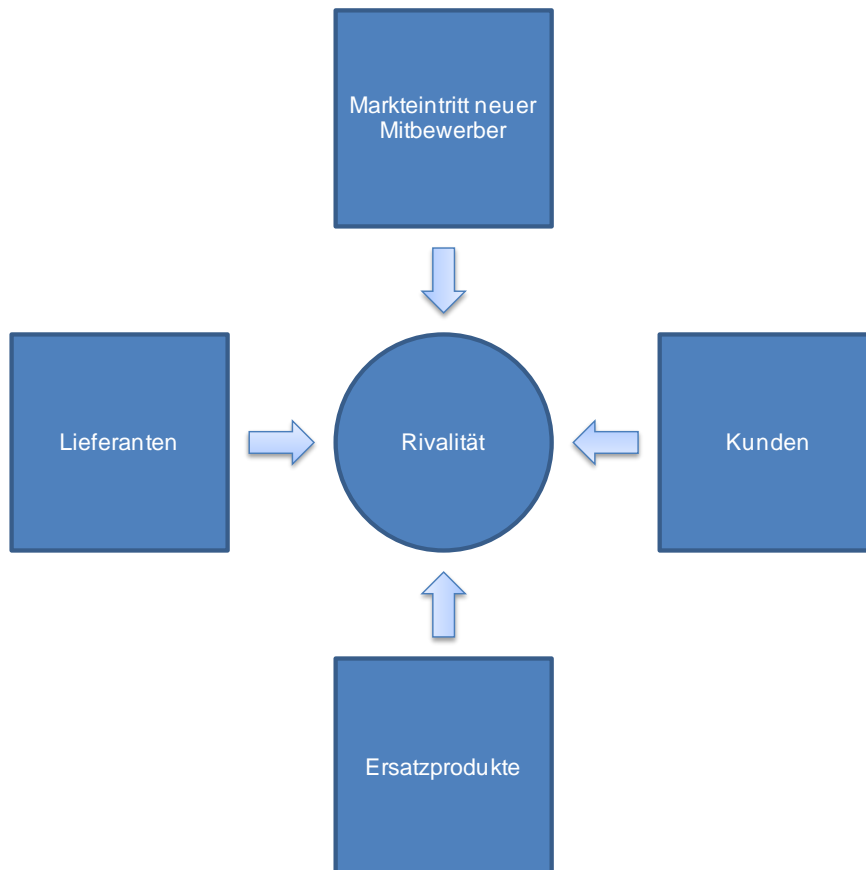 Markteintritt neuer
Mitbewerber
Lieferanten
Rivalität
Kunden
Ersatzprodukte